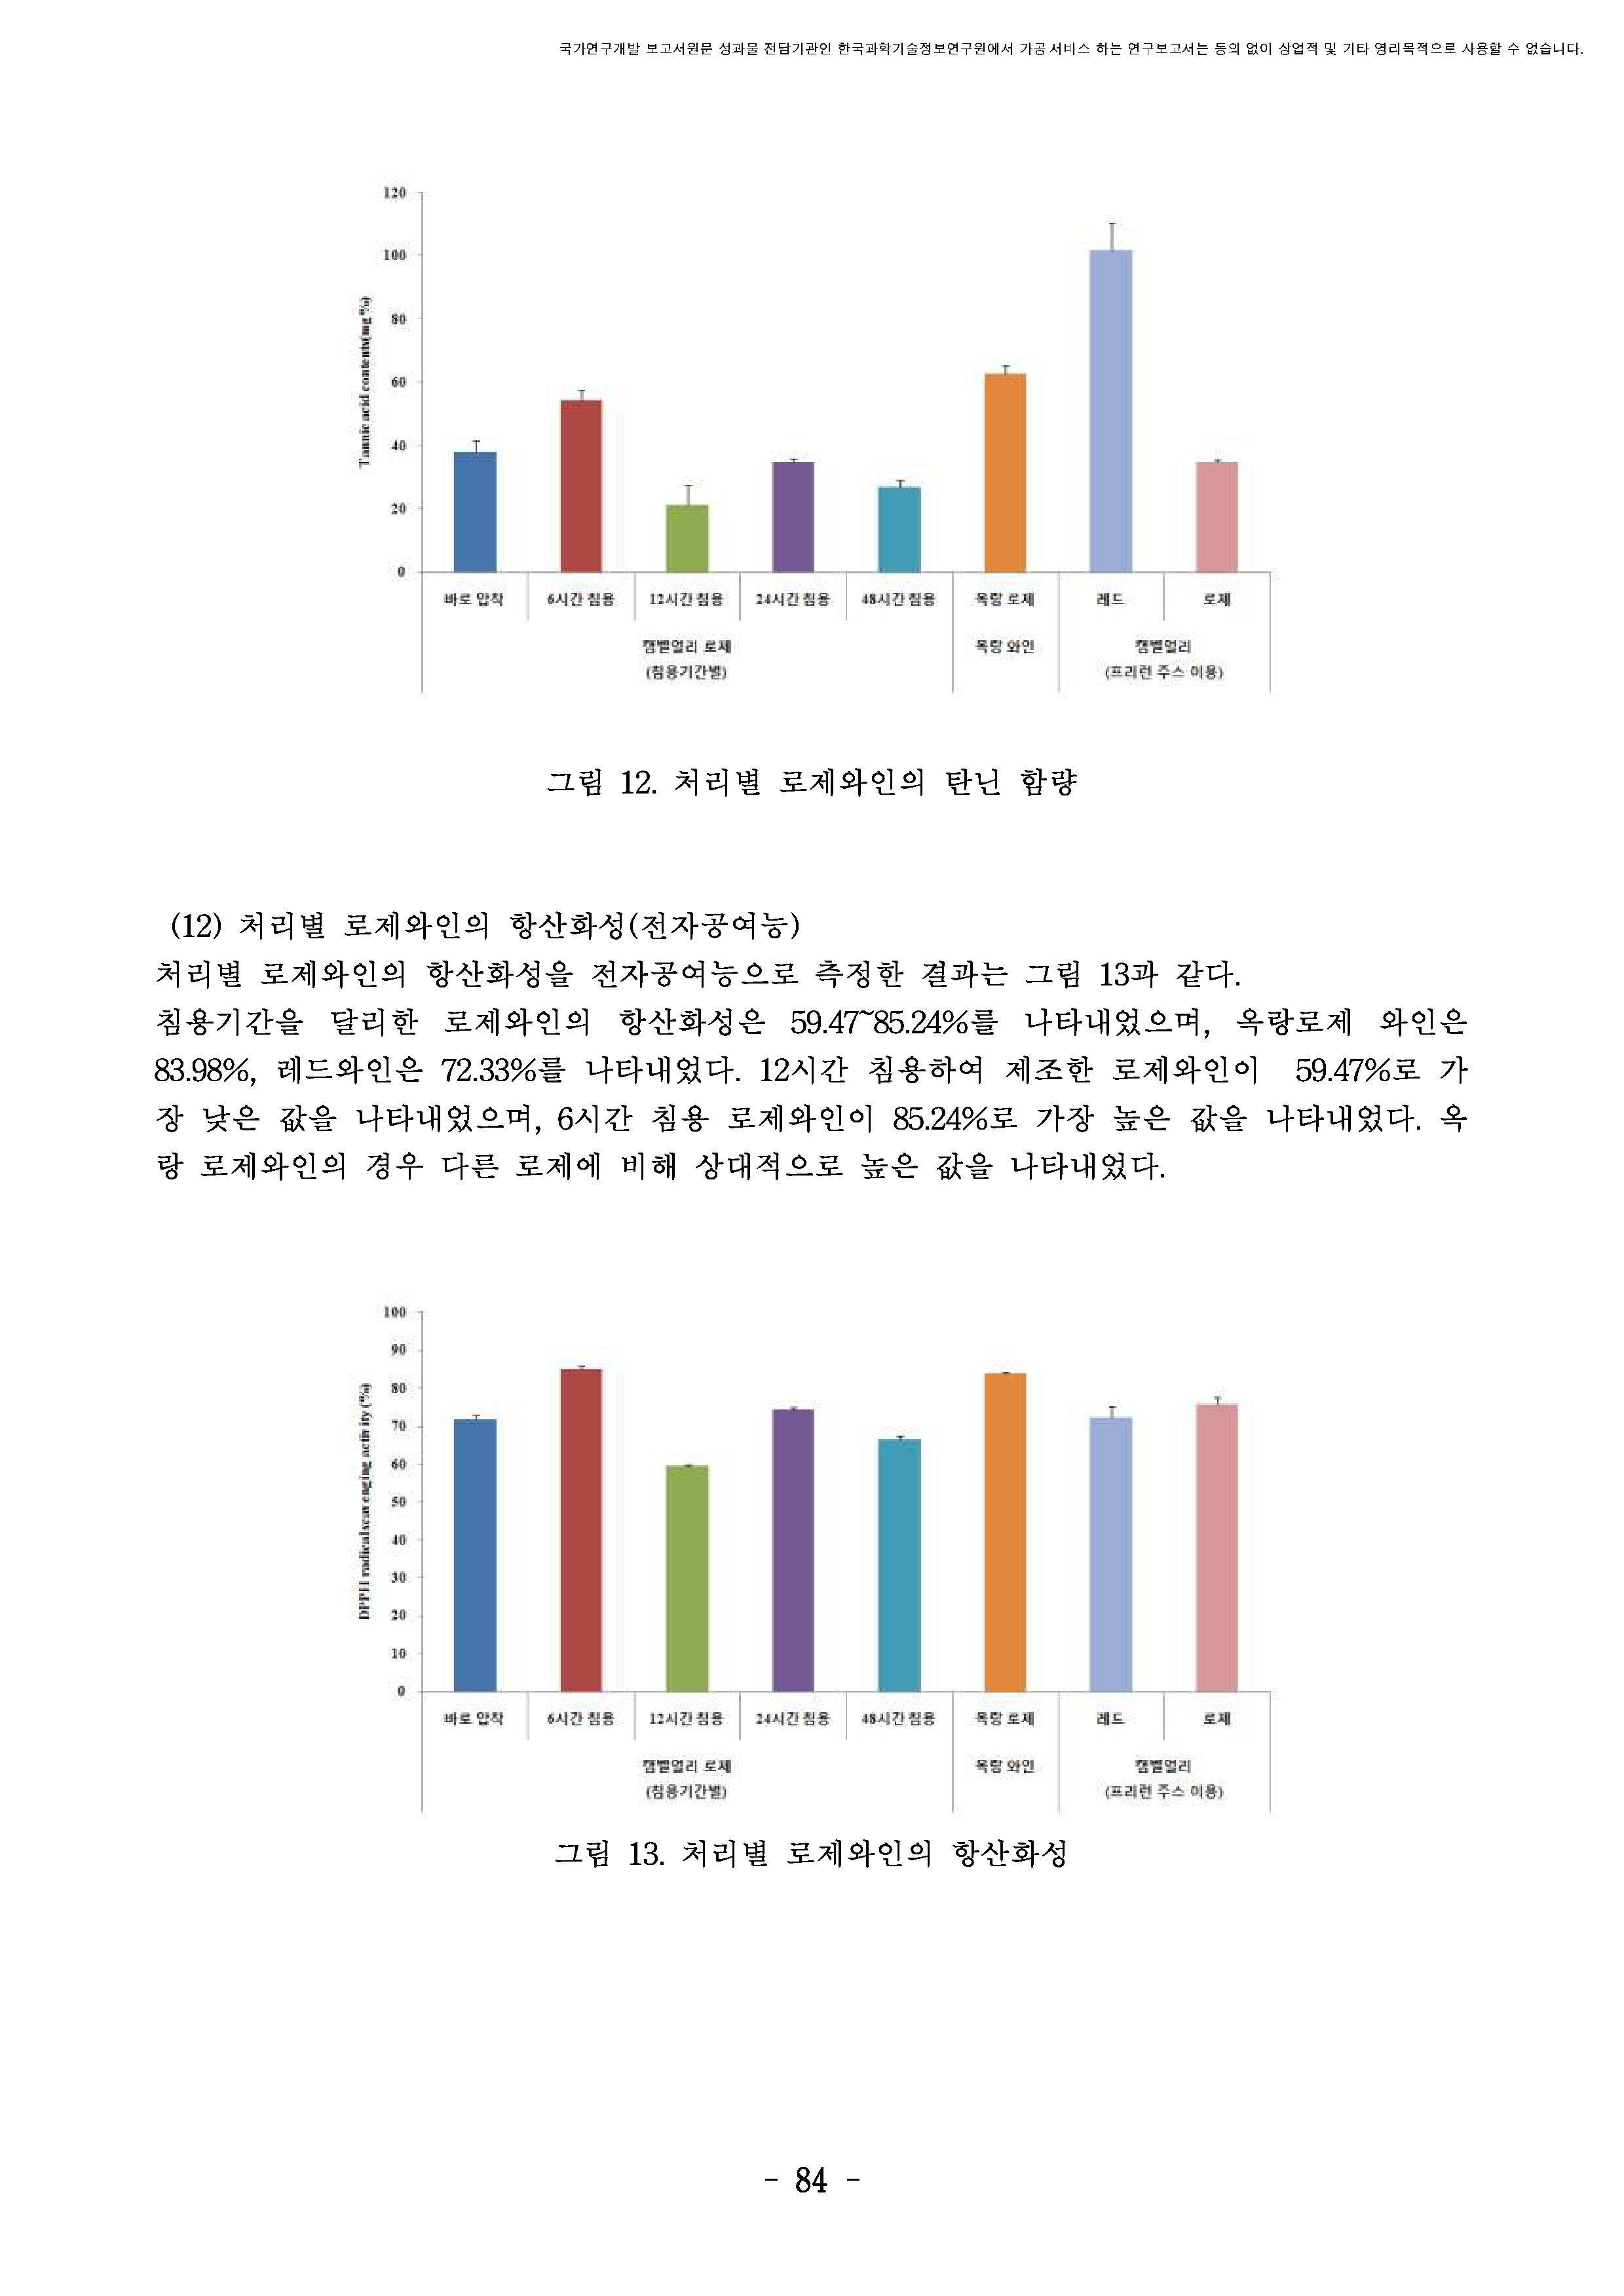 국가연구개발 보고서원문 성과물 전담기관인 한국과학기술정보연구원에서 가공·서비스 하는 연구보고서는 동의 없이 상업적 및 기타 영리목적으로 사용할 수 없습니다.
120
100
80
60
40
20
0
Tannic acid contents(mg%)
바로 압착 6시간 침용 12시간 침용 24시간 침용 48시간 침용 옥랑 로제 레드 로제
캠벨얼리 로제 옥랑 와인 캠벨얼리
(침용기간별) (프리런 주스 이용)
그림 12. 처리별 로제와인의 탄닌 함량
(12) 처리별 로제와인의 항산화성(전자공여능)
처리별 로제와인의 항산화성을 전자공여능으로 측정한 결과는 그림 13과 같다.
침용기간을 달리한 로제와인의 항산화성은 59.47~85.24%를 나타내었으며, 옥랑로제 와인은
83.98%, 레드와인은 72.33%를 나타내었다. 12시간 침용하여 제조한 로제와인이 59.47%로 가
장 낮은 값을 나타내었으며, 6시간 침용 로제와인이 85.24%로 가장 높은 값을 나타내었다. 옥
랑 로제와인의 경우 다른 로제에 비해 상대적으로 높은 값을 나타내었다.
100
90
80
70
60
50
40
30
20
10
0
DPPH radicalscavenging activity(%)
바로 압착 6시간 침용 12시간 침용 24시간 침용 48시간 침용 옥랑 로제 레드 로제
캠벨얼리 로제 옥랑 와인 캠벨얼리
(침용기간별) (프리런 주스 이용)
그림 13. 처리별 로제와인의 항산화성
- 84 -